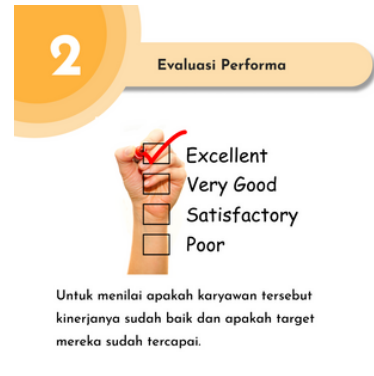 2
Evaluasi Performa
Excellent
Very Good
Satisfactory
Poor
Untuk menilai apakah karyawan tersebut
kinerjanya sudah baik dan apakah target
mereka sudah tercapai.